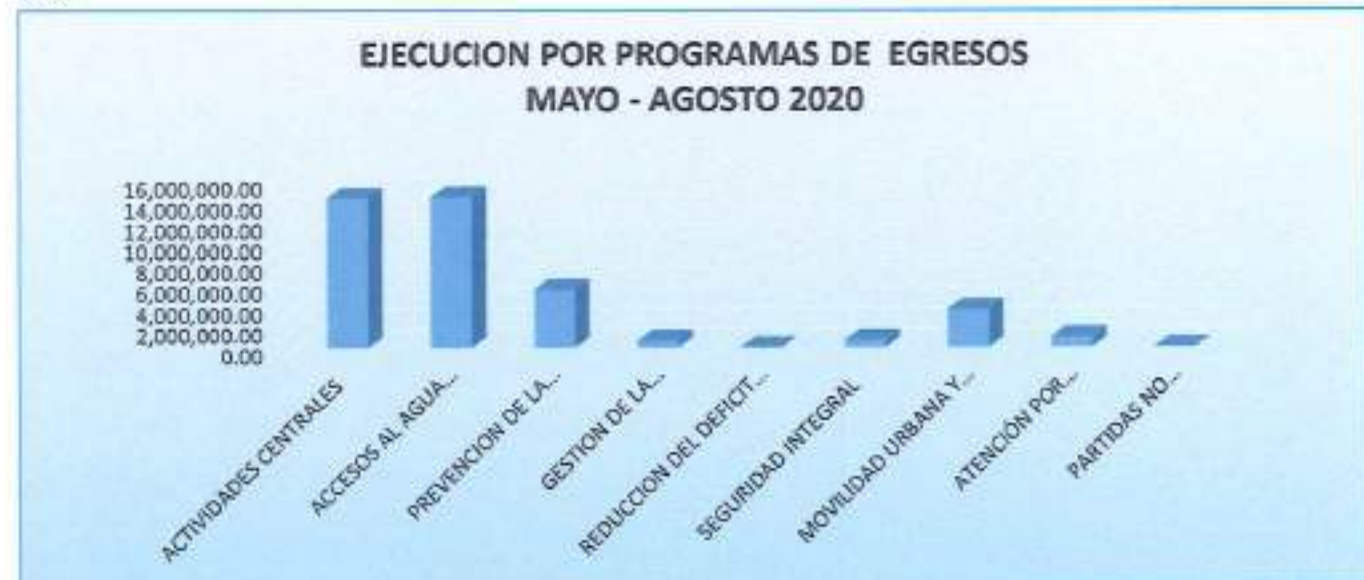 EJECUCION POR PROGRAMAS DE EGRESOS
MAYO - AGOSTO 2020
16,000,000.00
14,000,000.00
12,000,000.00
10,000,000.00
8,000,000.00
6,000,000.00
4,000,000.00
2,000,000.00
0.00
ACTIVIDADES CENTRALES
ACCESOS AL AGUA...
PREVENCION DE LA...
GESTION DE LA...
REDUCCION DEL DEFICIT...
SEGURIDAD INTEGRAL
MOVILIDAD URBANA Y...
ATENCIÓN POR...
PARTIDAS NO...